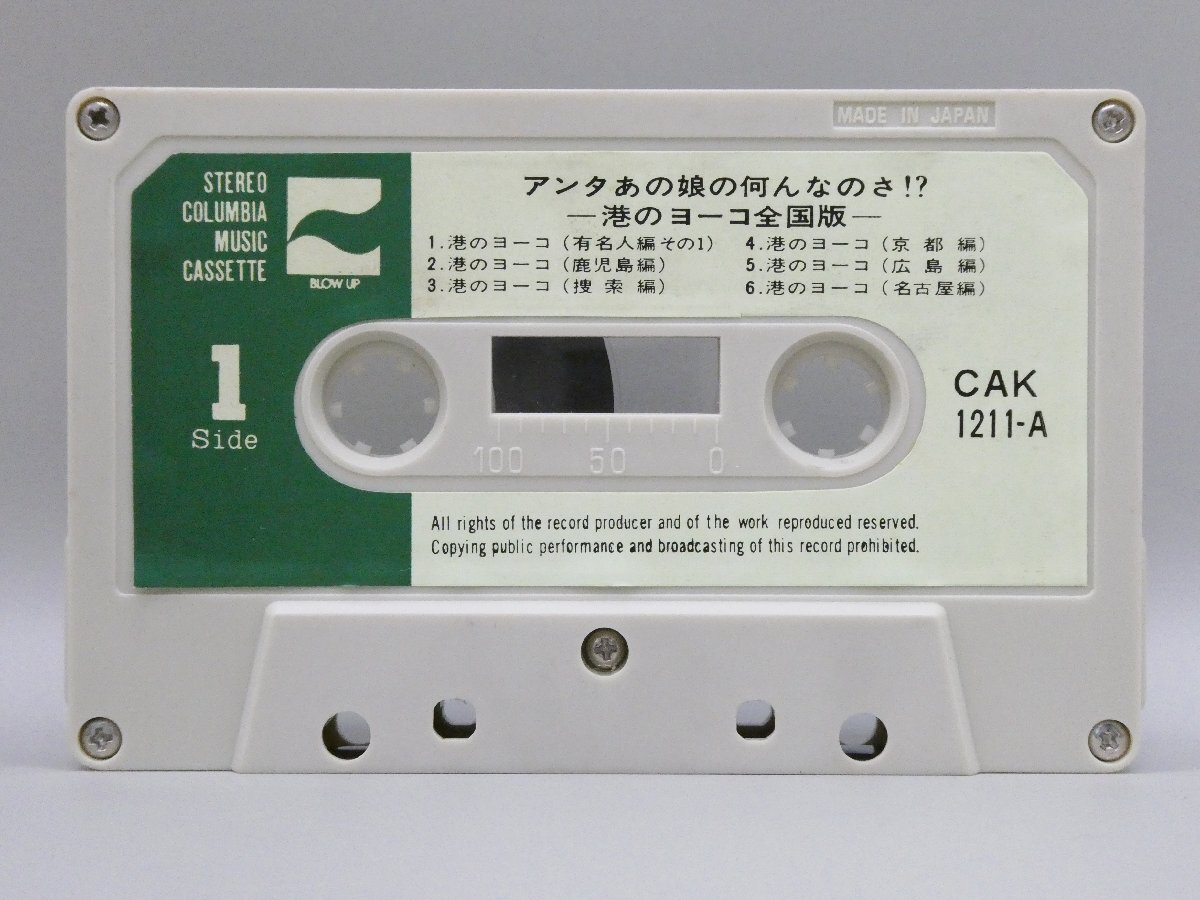 MADE IN JAPAN
STEREO
COLUMBIA
MUSIC
CASSETTE
BLOW UP
アンタあの娘の何んなのさ!?
—港のヨーコ全国版—
1.港のヨーコ(有名人編その1)
2.港のヨーコ(鹿児島編)
3.港のヨーコ(捜索編)
4.港のヨーコ(京都編)
5.港のヨーコ(広島編)
6.港のヨーコ(名古屋編)
1
Side
CAK
1211-A
100 50 0
All rights of the record producer and of the work reproduced reserved.
Copying public performance and broadcasting of this record prohibited.